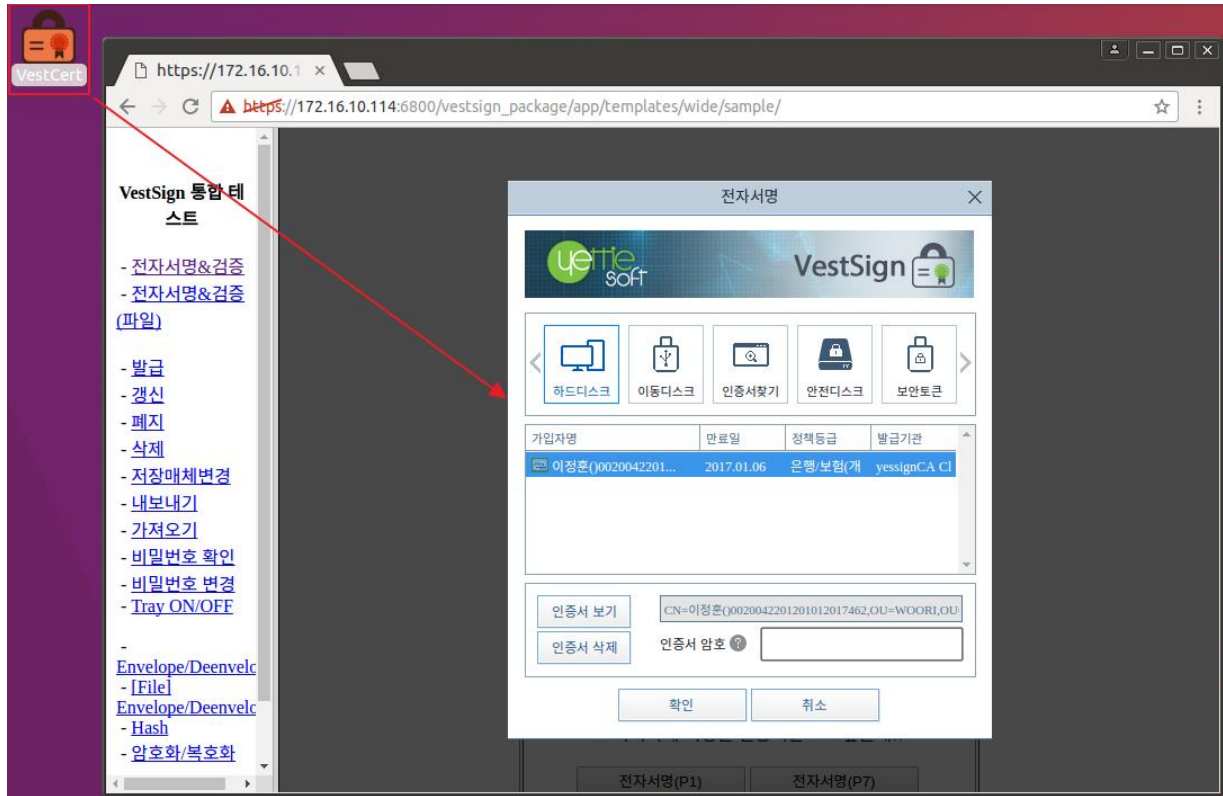 VestCert
https://172.16.10.1
https://172.16.10.114:6800/vestsign_package/app/templates/wide/sample/
VestSign 통합 테
스트
- 전자서명&검증
- 전자서명&검증
(파일)
- 발급
- 갱신
- 폐지
- 삭제
- 저장매체변경
- 내보내기
- 가져오기
- 비밀번호 확인
- 비밀번호 변경
- Tray ON/OFF
-
Envelope/Deenvelo
- [File]
Envelope/Deenvelo
- Hash
- 암호화/복호화
전자서명
yettie
soft
VestSign
하드디스크 이동디스크 인증서찾기 안전디스크 보안토큰
가입자명 만료일 정책등급 발급기관
이정훈()0020042201... 2017.01.06 은행/보험(개 yessignCA Cl
인증서 보기 CN=이정훈()0020042201201012017462,OU=WOORI,OU
인증서 삭제 인증서 암호
확인 취소
전자서명(P1) 전자서명(P7)